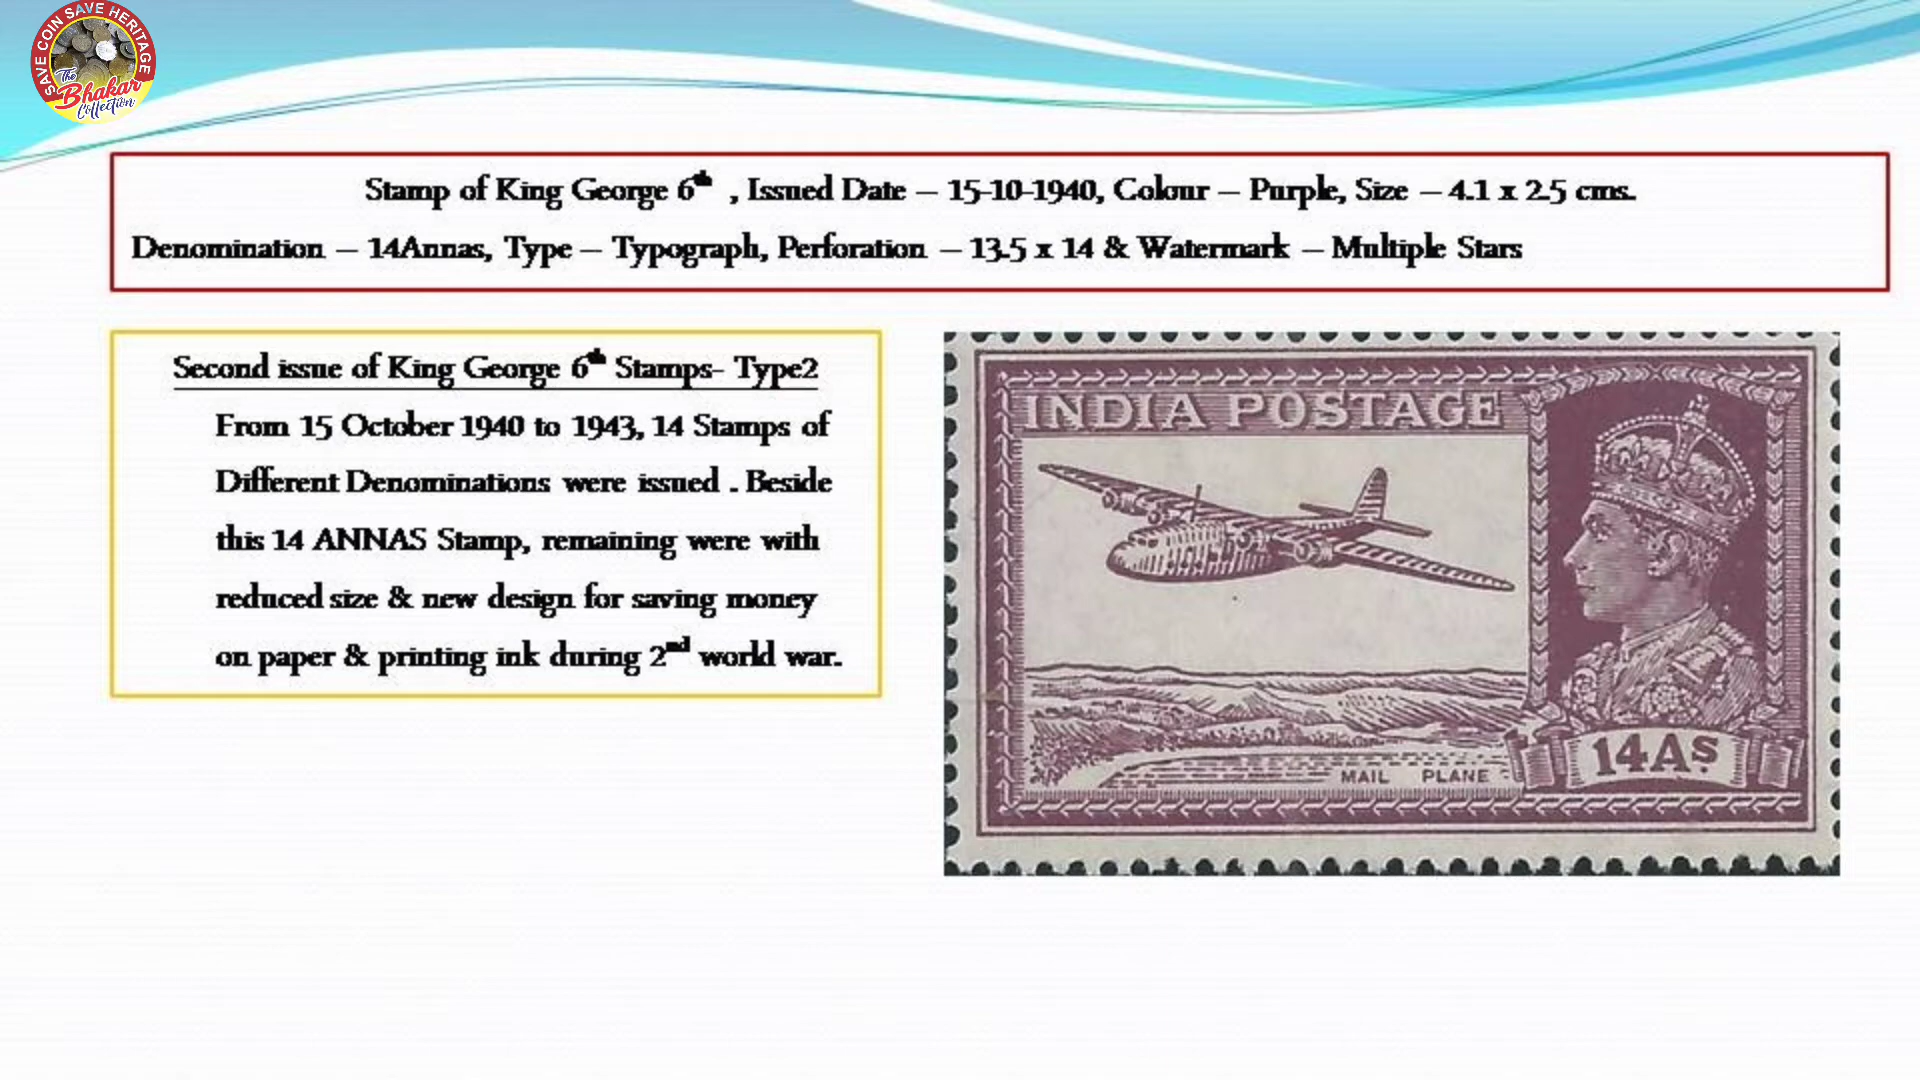 SAVE COIN SAVE HERITAGE
The
Bhakar
Collection
Stamp of King George 6th , Issued Date – 15-10-1940, Colour – Purple, Size – 4.1 x 2.5 cms.
Denomination – 14Annas, Type – Typograph, Perforation – 13.5 x 14 & Watermark – Multiple Stars
Second issue of King George 6th Stamps- Type2
From 15 October 1940 to 1943, 14 Stamps of
Different Denominations were issued . Beside
this 14 ANNAS Stamp, remaining were with
reduced size & new design for saving money
on paper & printing ink during 2nd world war.
INDIA POSTAGE
MAIL PLANE
14As